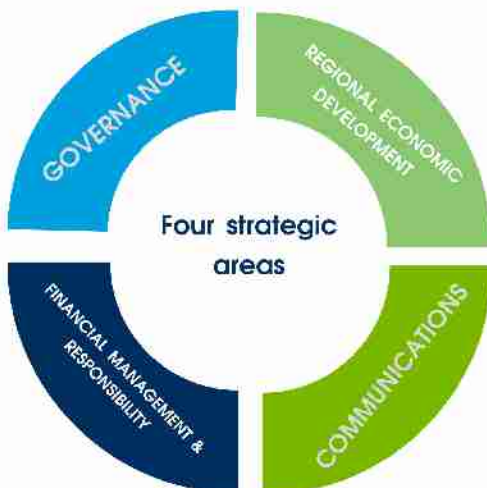 GOVERNANCE
REGIONAL ECONOMIC
DEVELOPMENT
Four strategic
areas
FINANCIAL MANAGEMENT &
RESPONSIBILITY
COMMUNICATIONS